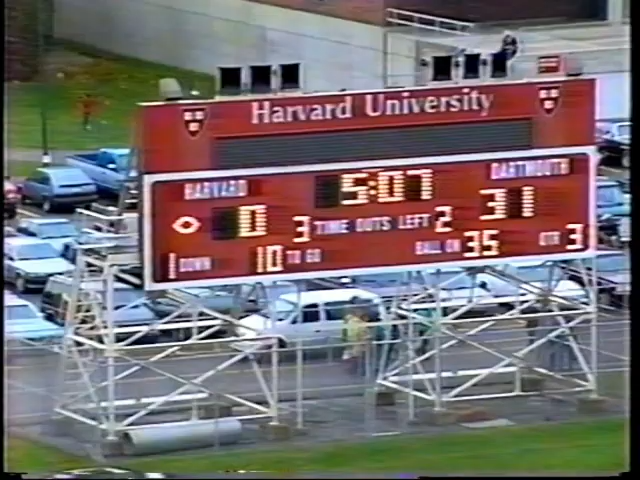 Harvard University
HARVARD 5:07 DARTMOUTH
0 3 TIME OUTS LEFT 2 31
1 DOWN 10 TO GO BALL ON 35 QTR 3